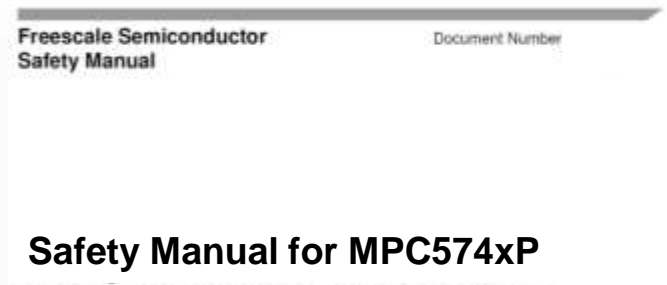 Freescale Semiconductor
Document Number
Safety Manual
Safety Manual for MPC574xP